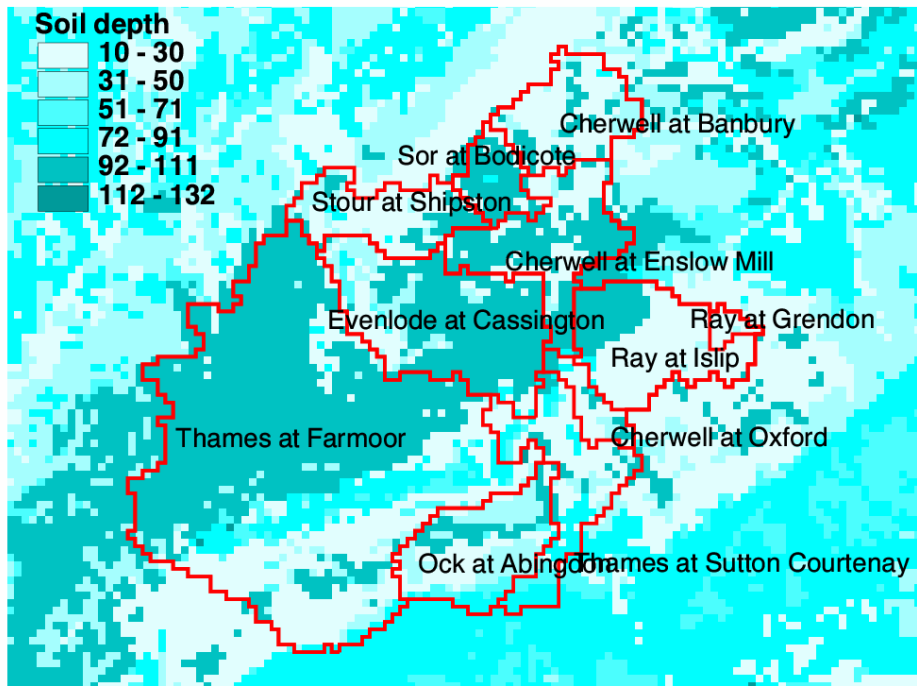 Soil depth
10 - 30
31 - 50
51 - 71
72 - 91
92 - 111
112 - 132
Cherwell at Banbury
Sor at Bodicote
Stour at Shipston
Cherwell at Enslow Mill
Evenlode at Cassington
Ray at Grendon
Ray at Islip
Thames at Farmoor
Cherwell at Oxford
Ock at Abingdon
Thames at Sutton Courtenay